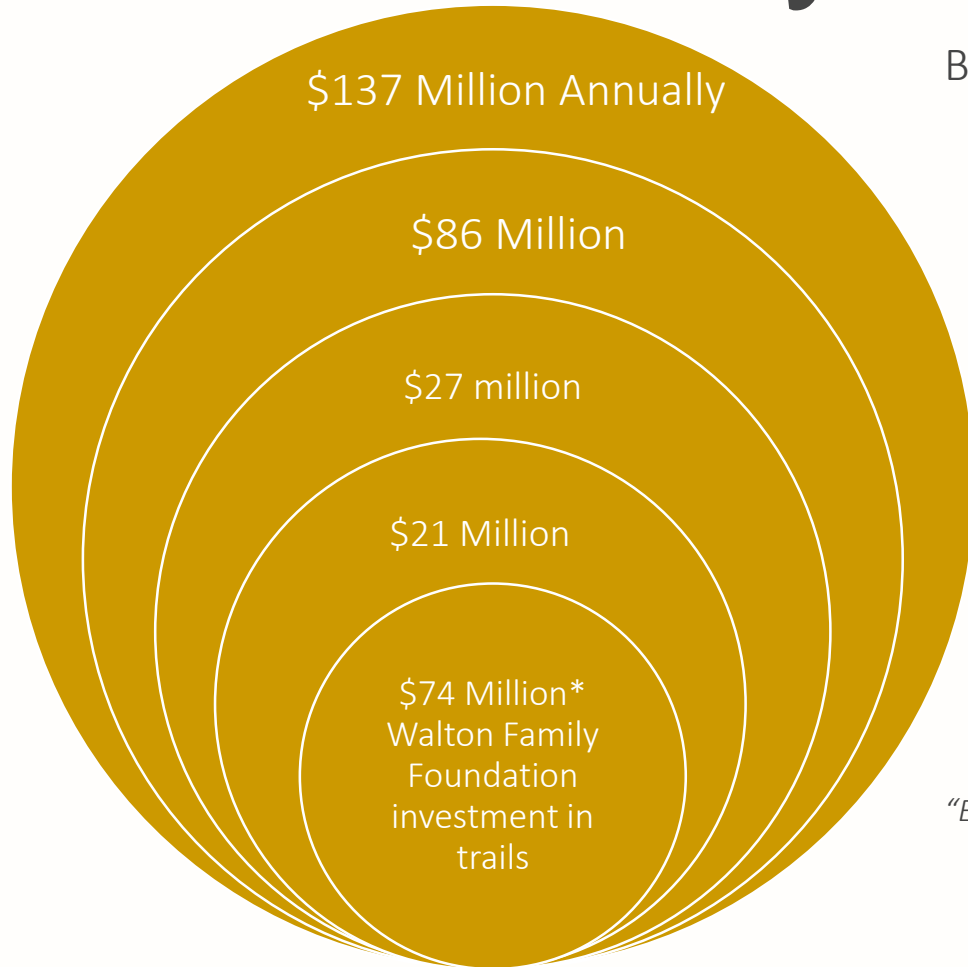 $137 Million Annually
$86 Million
$27 million
$21 Million
$74 Million*
Walton Family
Foundation
investment in
trails